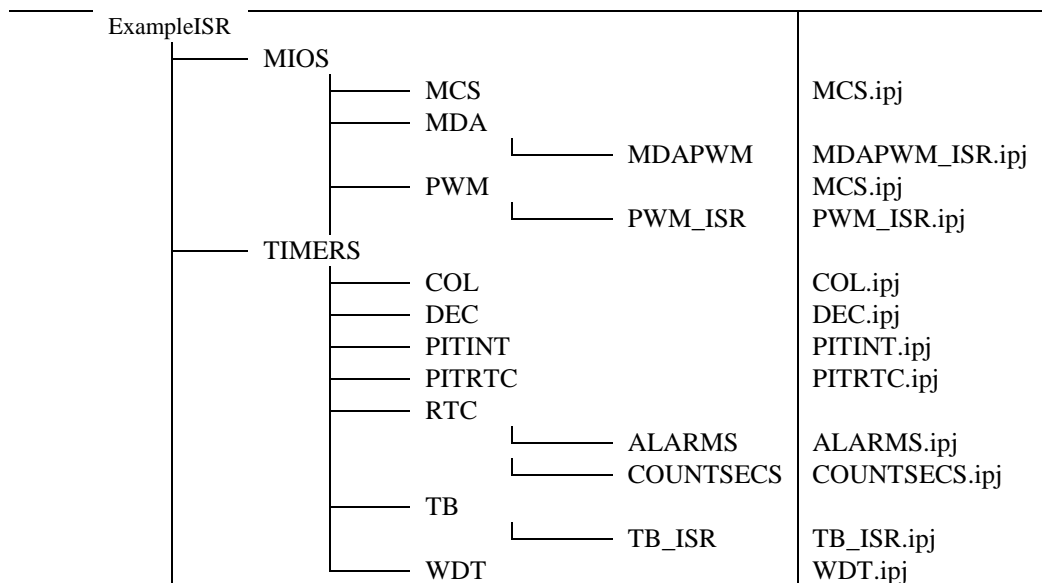 ExampleISR
MIOS
MCS MCS.ipj
MDA
MDAPWM MDAPWM_ISR.ipj
PWM MCS.ipj
PWM_ISR PWM_ISR.ipj
TIMERS
COL COL.ipj
DEC DEC.ipj
PITINT PITINT.ipj
PITRTC PITRTC.ipj
RTC
ALARMS ALARMS.ipj
COUNTSECS COUNTSECS.ipj
TB
TB_ISR TB_ISR.ipj
WDT WDT.ipj